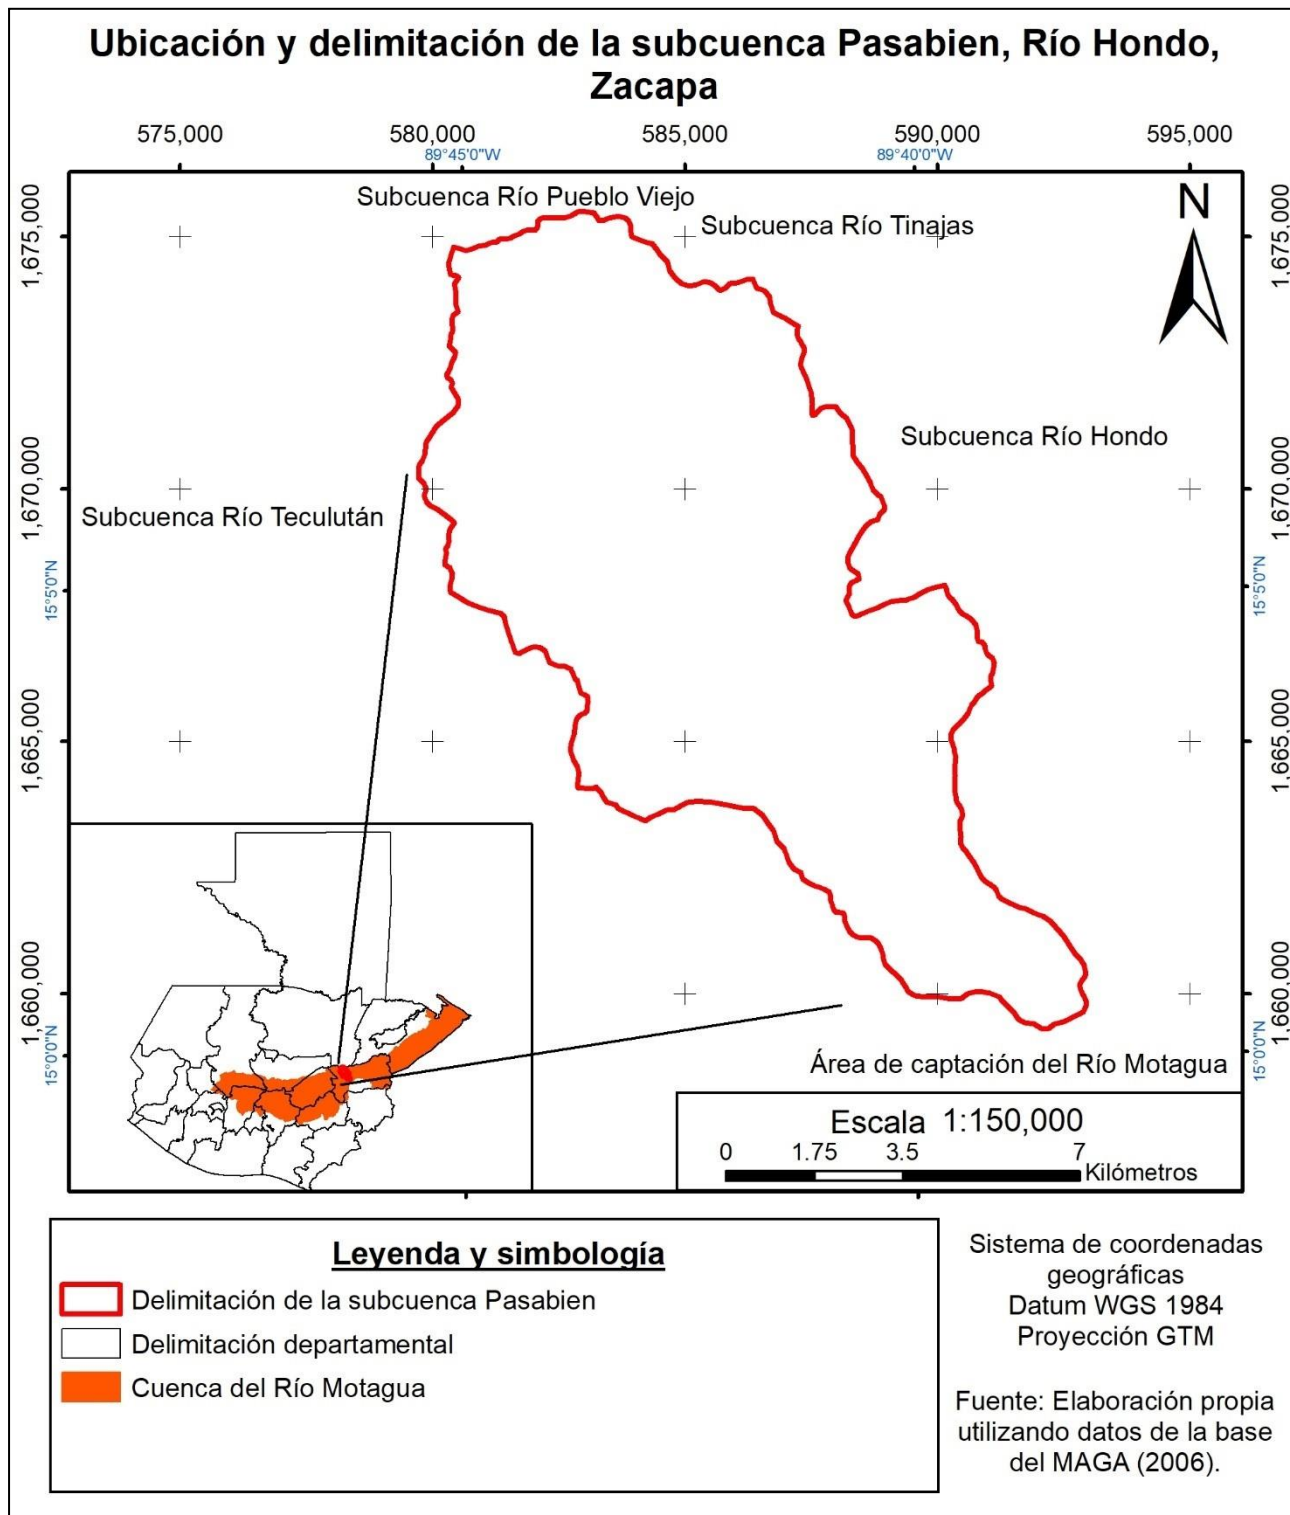 Ubicación y delimitación de la subcuenca Pasabien, Río Hondo,
Zacapa
575,000
580,000
585,000
590,000
595,000
89°45'0"W
89°40'0"W
Subcuenca Río Pueblo Viejo
Subcuenca Río Tinajas
N
1,675,000
1,675,000
Subcuenca Río Hondo
1,670,000
1,670,000
Subcuenca Río Teculután
15°5'0"N
15°5'0"N
1,665,000
1,665,000
1,660,000
1,660,000
15°0'0"N
15°0'0"N
Área de captación del Río Motagua
Escala 1:150,000
0 1.75 3.5 7
Kilómetros
Leyenda y simbología
Delimitación de la subcuenca Pasabien
Delimitación departamental
Cuenca del Río Motagua
Sistema de coordenadas
geográficas
Datum WGS 1984
Proyección GTM
Fuente: Elaboración propia
utilizando datos de la base
del MAGA (2006).